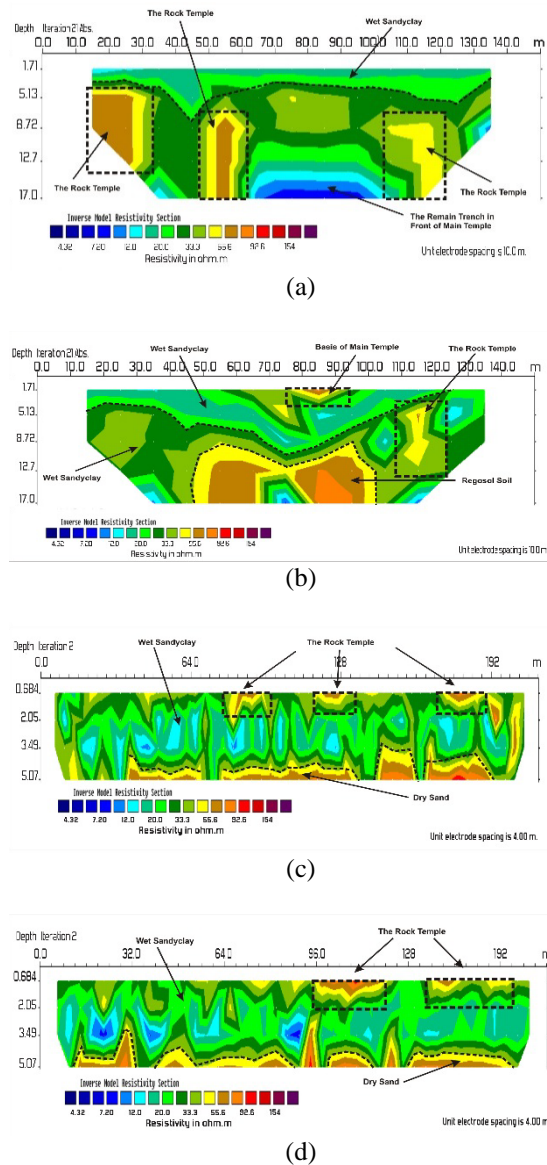 The Rock Temple
Wet Sandyclay
Depth Iteration 2| Abs.
0.0 10.0 20.0 30.0 40.0 50.0 60.0 70.0 80.0 90.0 100.0 110.0 120.0 130.0 140.0 150.0 m
1.71
5.13
8.72
12.7
17.0
The Rock Temple
The Rock Temple
The Remain Trench in
Front of Main Temple
Inverse Model Resistivity Section
4.32 7.20 12.0 20.0 33.3 55.6 92.6 154
Resistivity in ohm.m
Unit electrode spacing is 10.0 m.
(a)
Wet Sandyclay
Basis of Main Temple
The Rock Temple
Depth Iteration 2| Abs.
0.0 10.0 20.0 30.0 40.0 50.0 60.0 70.0 80.0 90.0 100.0 110.0 120.0 130.0 140.0 150.0 m
1.71
5.13
8.72
12.7
17.0
Wet Sandyclay
Regosol Soil
Inverse Model Resistivity Section
4.32 7.20 12.0 20.0 33.3 55.6 92.6 154
Resistivity in ohm.m
Unit electrode spacing is 10.0 m
(b)
Wet Sandyclay
The Rock Temple
Depth Iteration 2
0.0 64.0 128 192 m
0.684
2.05
3.49
5.07
Dry Sand
Inverse Model Resistivity Section
4.32 7.20 12.0 20.0 33.3 55.6 92.6 154
Resistivity in ohm.m
Unit electrode spacing is 4.00 m.
(c)
Wet Sandyclay
The Rock Temple
Depth Iteration 2
0.0 32.0 64.0 96.0 128 192 m
0.684
2.05
3.49
5.07
Dry Sand
Inverse Model Resistivity Section
4.32 7.20 12.0 20.0 33.3 55.6 92.6 154
Resistivity in ohm.m
Unit electrode spacing is 4.00 m.
(d)